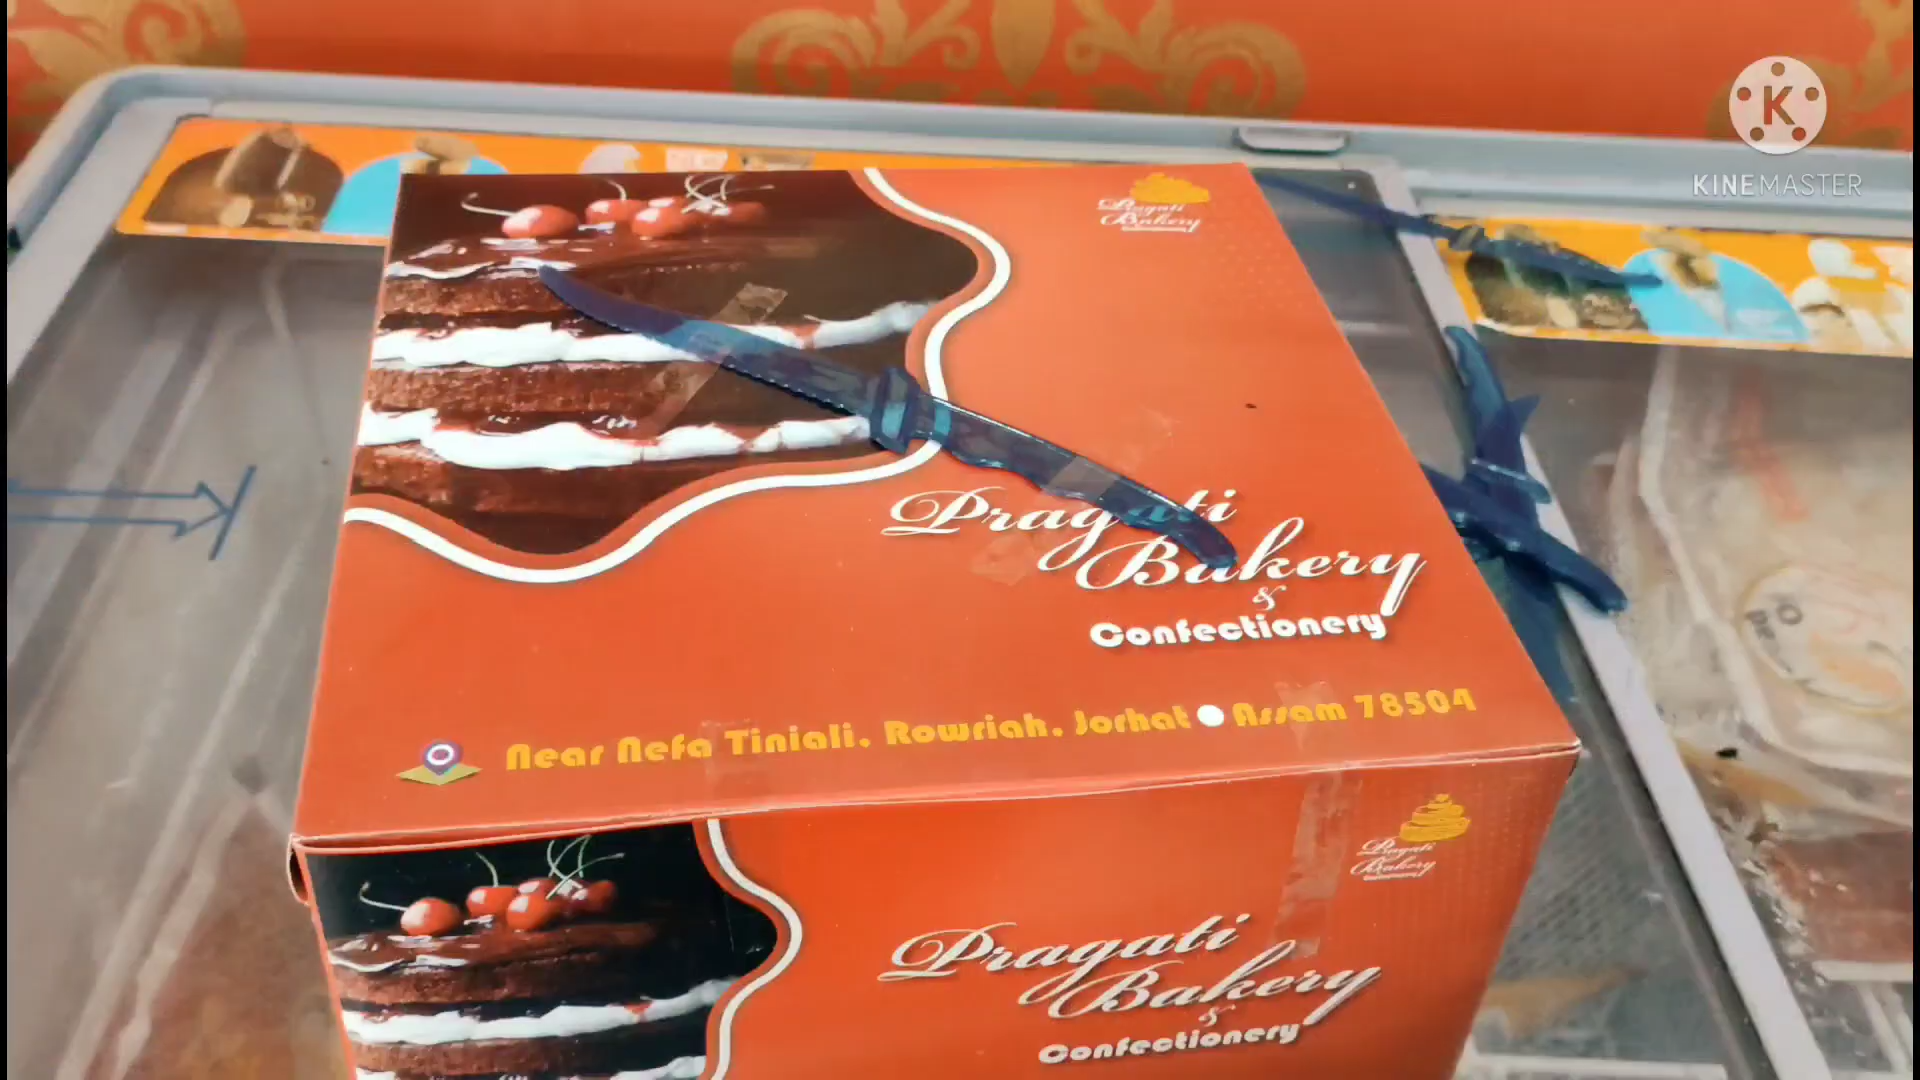 KINEMASTER
Pragati
Bakery
Pragati
Bakery
&
Confectionery
Near Nefa Tiniali, Rowriah, Jorhat Assam 78504
Pragati
Bakery
Pragati
Bakery
&
Confectionery